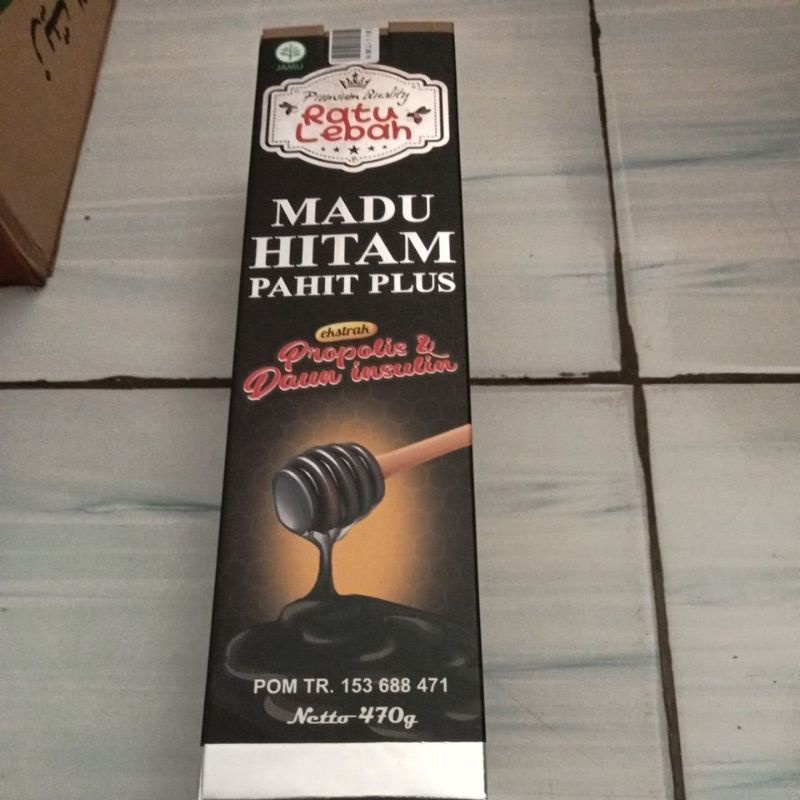 JAMU
Premium Quality
Ratu
Lebah
MADU
HITAM
PAHIT PLUS
ekstrak
Propolis &
Daun insulin
POM TR. 153 688 471
Netto 470g